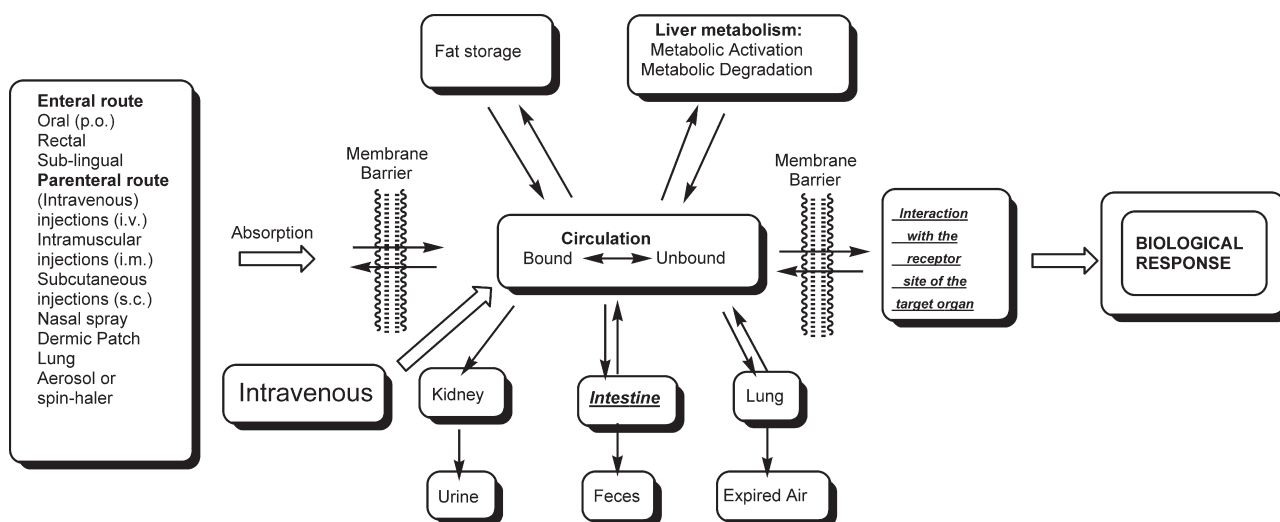 Fat storage
Liver metabolism:
Metabolic Activation
Metabolic Degradation
Enteral route
Oral (p.o.)
Rectal
Sub-lingual
Parenteral route
(Intravenous)
injections (i.v.)
Intramuscular
injections (i.m.)
Subcutaneous
injections (s.c.)
Nasal spray
Dermic Patch
Lung
Aerosol or
spin-haler
Absorption
Membrane
Barrier
Circulation
Bound
Unbound
Membrane
Barrier
Interaction
with the
receptor
site of the
target organ
BIOLOGICAL
RESPONSE
Intravenous
Kidney
Intestine
Lung
Urine
Feces
Expired Air